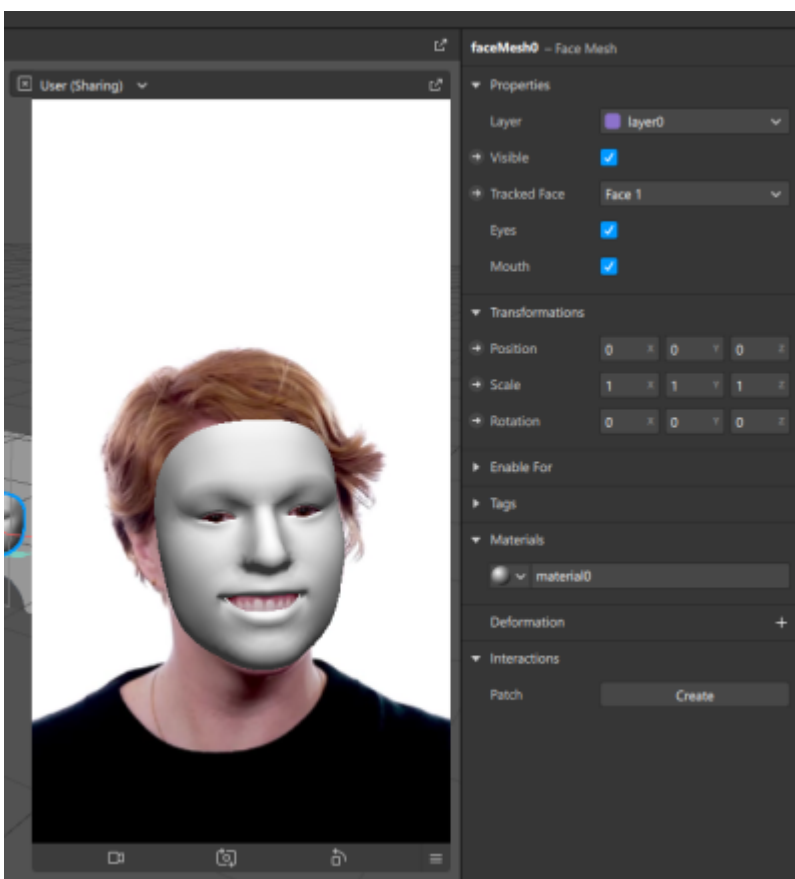 faceMesh0 – Face Mesh
User (Sharing)
Properties
Layer layer0
Visible
Tracked Face Face 1
Eyes
Mouth
Transformations
Position 0 X 0 Y 0 Z
Scale 1 X 1 Y 1 Z
Rotation 0 X 0 Y 0 Z
Enable For
Tags
Materials
material0
Deformation +
Interactions
Patch Create